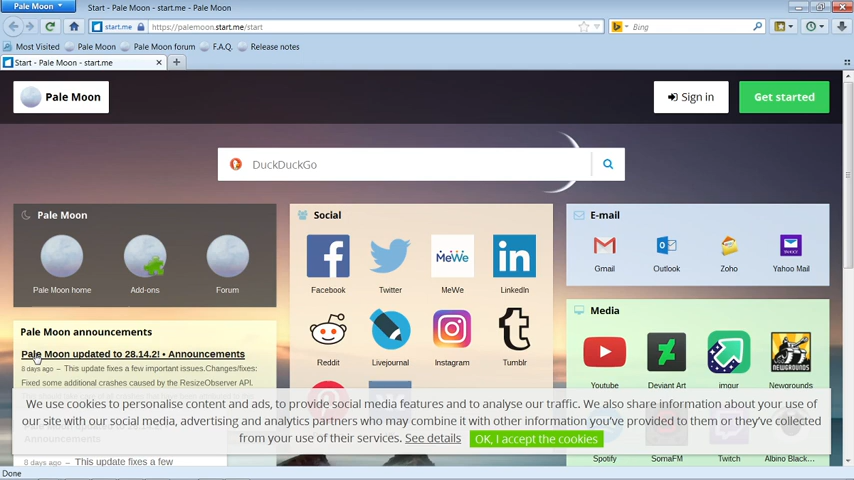 Pale Moon
Start - Pale Moon - start.me - Pale Moon
start.me
https://palemoon.start.me/start
Bing
Most Visited
Pale Moon
Pale Moon forum
F.A.Q.
Release notes
Start - Pale Moon - start.me
Pale Moon
Sign in
Get started
DuckDuckGo
Pale Moon
Pale Moon home
Add-ons
Forum
Social
Facebook
Twitter
MeWe
MeWe
LinkedIn
Reddit
Livejournal
Instagram
Tumblr
E-mail
Gmail
Outlook
Zoho
Yahoo Mail
Media
Youtube
Deviant Art
imgur
Newgrounds
Spotify
SomaFM
Twitch
Albino Black...
Pale Moon announcements
Pale Moon updated to 28.14.2! • Announcements
8 days ago – This update fixes a few important issues.Changes/fixes:
Fixed some additional crashes caused by the ResizeObserver API.
We use cookies to personalise content and ads, to provide social media features and to analyse our traffic. We also share information about your use of
our site with our social media, advertising and analytics partners who may combine it with other information you've provided to them or they've collected
from your use of their services. See details OK, I accept the cookies
Announcements
8 days ago – This update fixes a few
Done